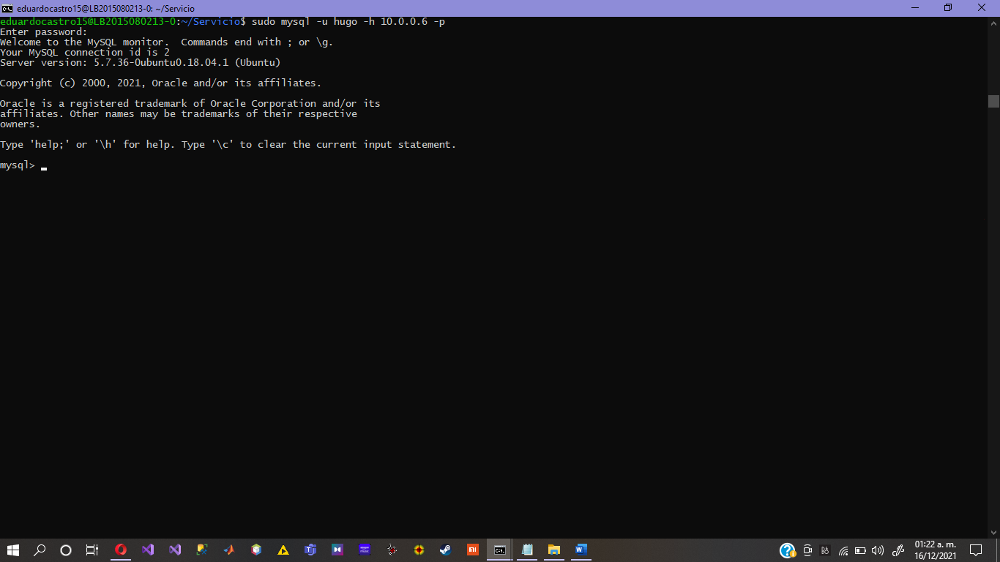 eduardocastro15@LB2015080213-0: ~/Servicio
eduardocastro15@LB2015080213-0:~/Servicio$ sudo mysql -u hugo -h 10.0.0.6 -p
Enter password:
Welcome to the MySQL monitor.  Commands end with ; or \g.
Your MySQL connection id is 2
Server version: 5.7.36-0ubuntu0.18.04.1 (Ubuntu)
Copyright (c) 2000, 2021, Oracle and/or its affiliates.
Oracle is a registered trademark of Oracle Corporation and/or its
affiliates. Other names may be trademarks of their respective
owners.
Type 'help;' or '\h' for help. Type '\c' to clear the current input statement.
mysql>
01:22 a. m.
16/12/2021